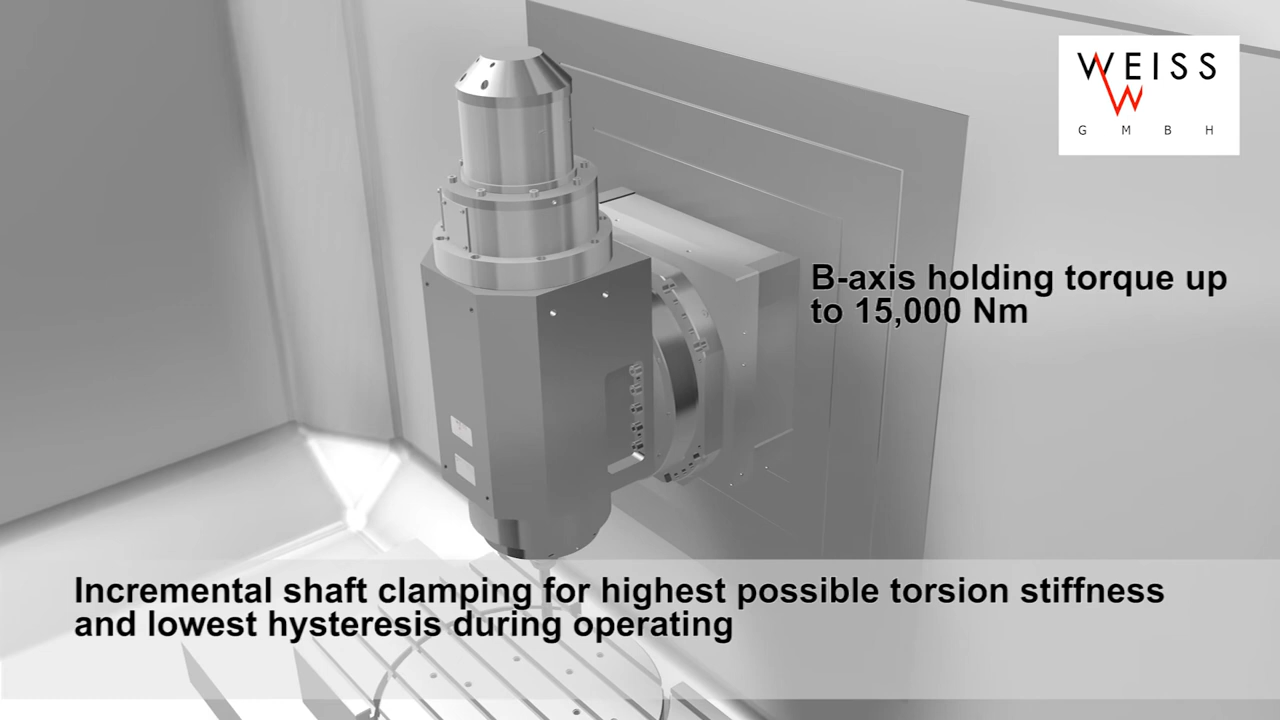 WEISS
GMBH
B-axis holding torque up
to 15,000 Nm
Incremental shaft clamping for highest possible torsion stiffness
and lowest hysteresis during operating